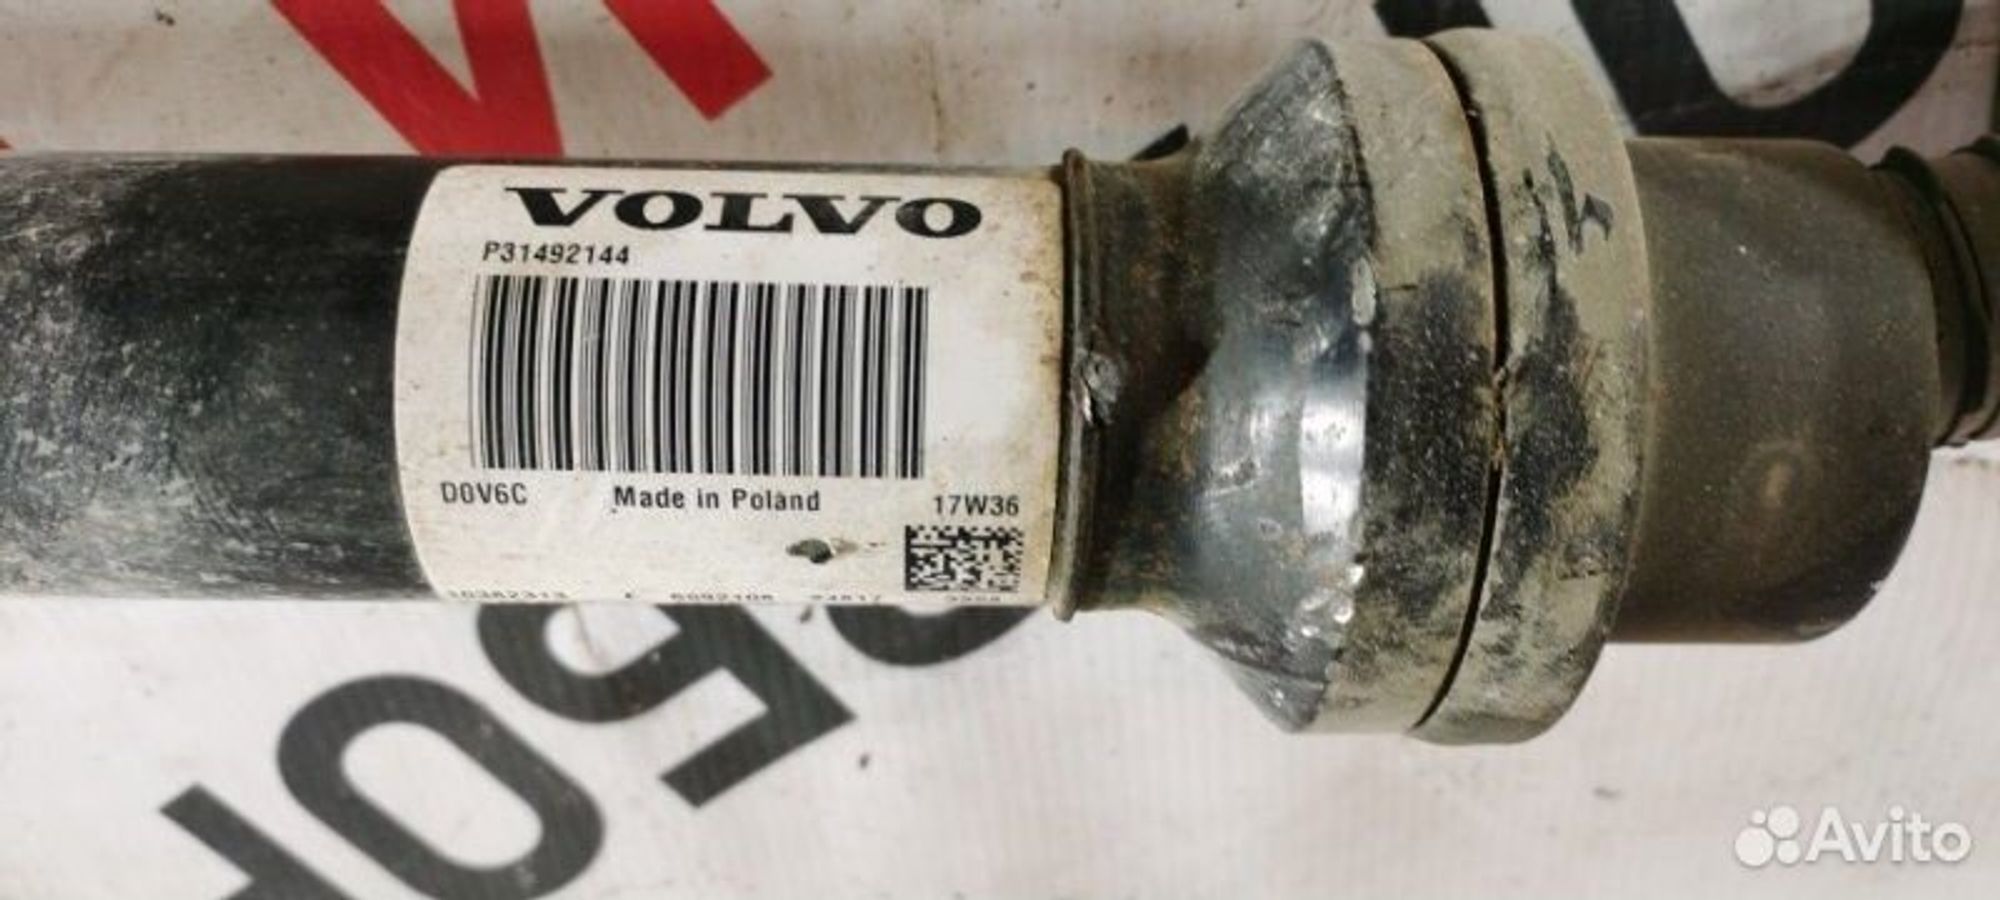 VOLVO
P31492144
D0V6C Made in Poland 17W36
Avito